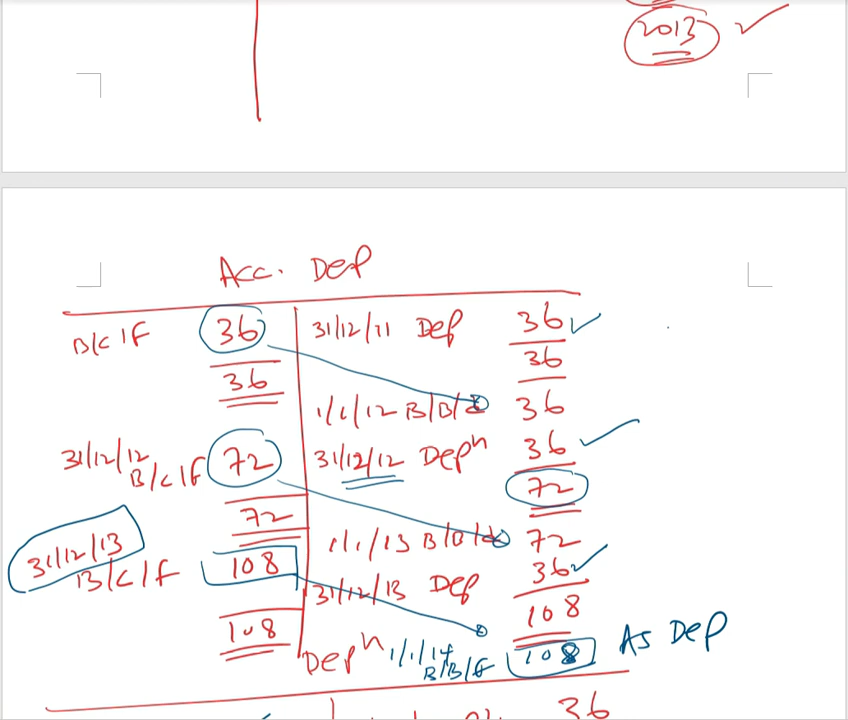 2013
Acc. Dep
B/C/F 36 31/12/11 Dep 36
36 36
1/1/12 B/B/d 36
31/12/12 B/C/F 72 31/12/12 Depn 36
72
72 1/1/13 B/B/d 72
31/12/13 B/C/F 108 31/12/13 Dep 36
108
108 Depn 1/1/14 B/B/F 108 AS DEP
36